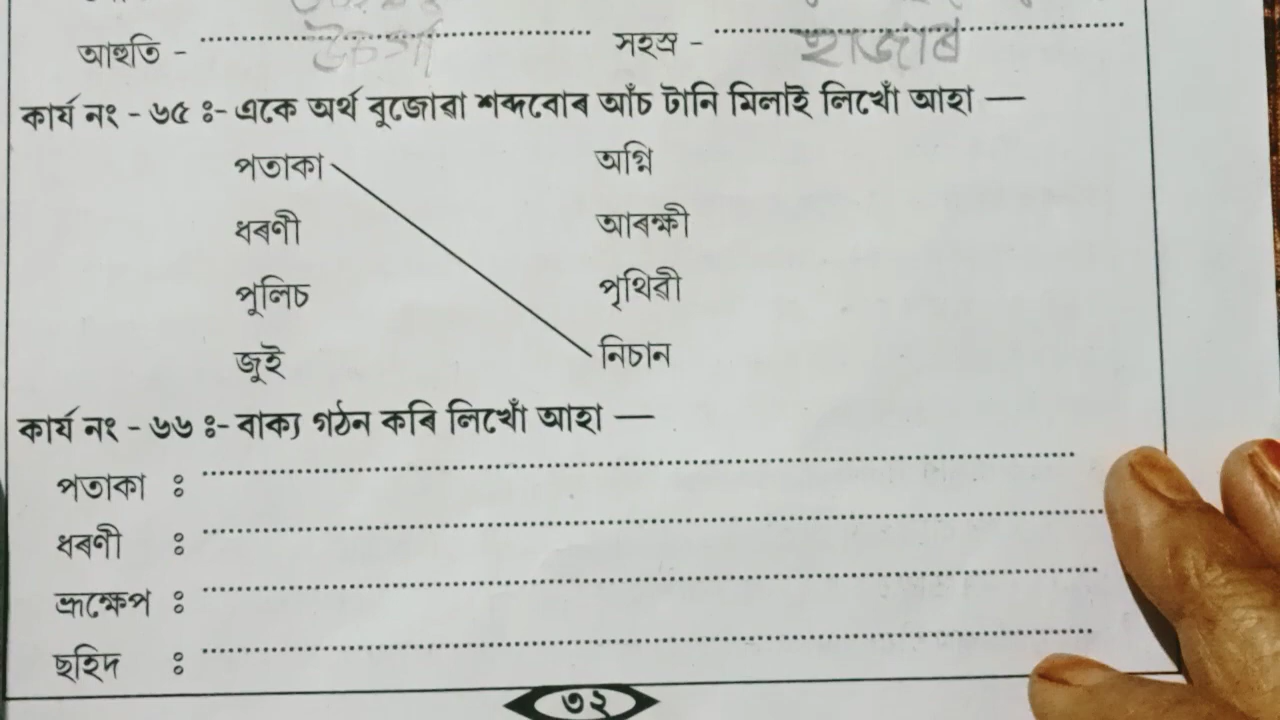 আহুতি - উৎসৰ্গা সহস্ৰ - হাজাৰ
কাৰ্য নং - ৬৫ ঃ- একে অৰ্থ বুজোৱা শব্দবোৰ আঁচ টানি মিলাই লিখোঁ আহা —
পতাকা অগ্নি
ধৰণী আৰক্ষী
পুলিচ পৃথিৱী
জুই নিচান
কাৰ্য নং - ৬৬ ঃ- বাক্য গঠন কৰি লিখোঁ আহা —
পতাকা ঃ
ধৰণী ঃ
ভ্ৰূক্ষেপ ঃ
ছহিদ ঃ
৩২